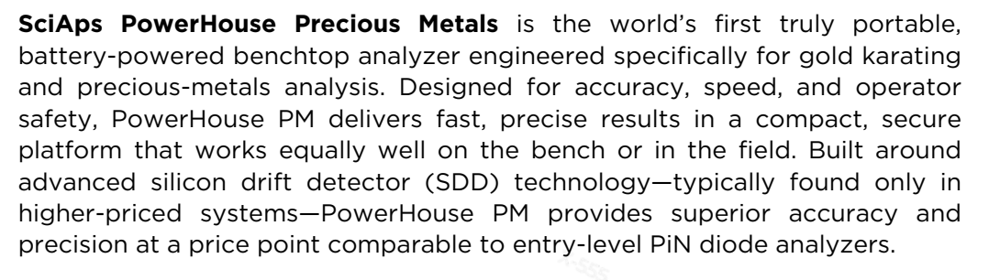 SciAps PowerHouse Precious Metals is the world’s first truly portable,
battery-powered benchtop analyzer engineered specifically for gold karating
and precious-metals analysis. Designed for accuracy, speed, and operator
safety, PowerHouse PM delivers fast, precise results in a compact, secure
platform that works equally well on the bench or in the field. Built around
advanced silicon drift detector (SDD) technology—typically found only in
higher-priced systems—PowerHouse PM provides superior accuracy and
precision at a price point comparable to entry-level PiN diode analyzers.
X-555